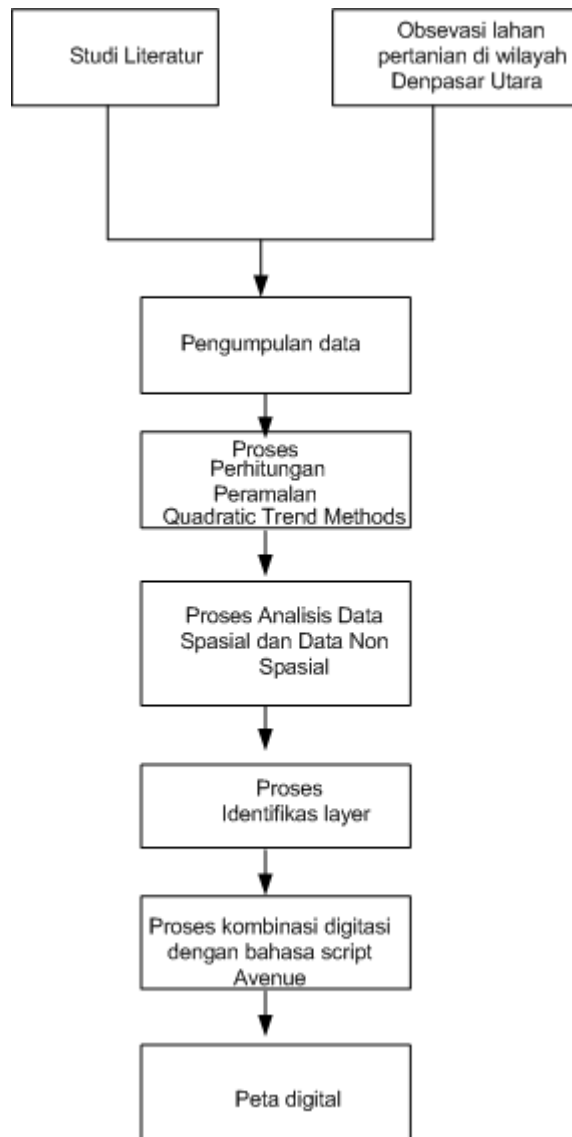 Studi Literatur
Obsevasi lahan
pertanian di wilayah
Denpasar Utara
Pengumpulan data
Proses
Perhitungan
Peramalan
Quadratic Trend Methods
Proses Analisis Data
Spasial dan Data Non
Spasial
Proses
Identifikas layer
Proses kombinasi digitasi
dengan bahasa script
Avenue
Peta digital